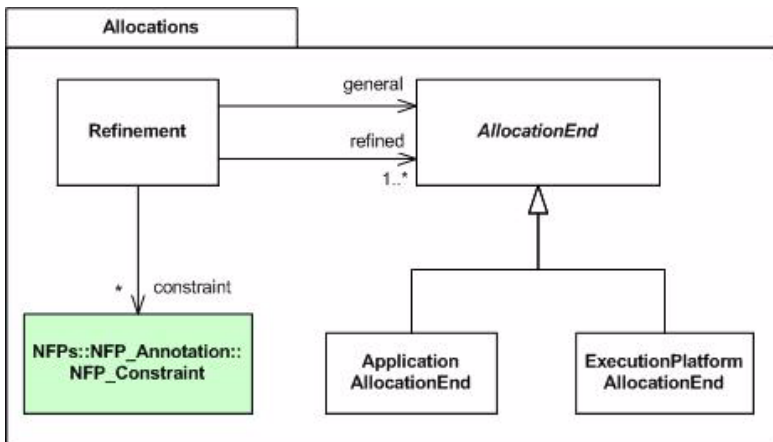 Allocations
general
Refinement
AllocationEnd
refined
1..*
* constraint
NFPs::NFP_Annotation::
NFP_Constraint
Application
AllocationEnd
ExecutionPlatform
AllocationEnd